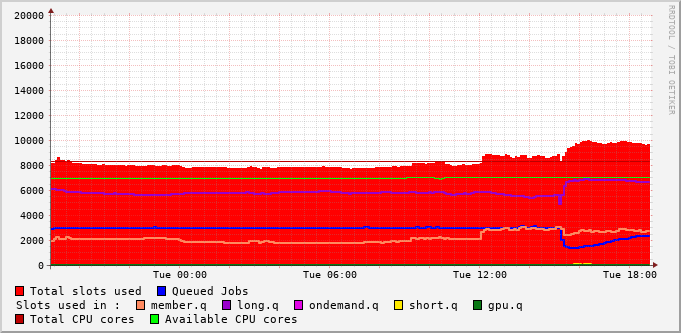 RRDTOOL / TOBI OETIKER
20000
18000
16000
14000
12000
10000
8000
6000
4000
2000
0
Tue 00:00 Tue 06:00 Tue 12:00 Tue 18:00
Total slots used Queued Jobs
Slots used in : member.q long.q ondemand.q short.q gpu.q
Total CPU cores Available CPU cores